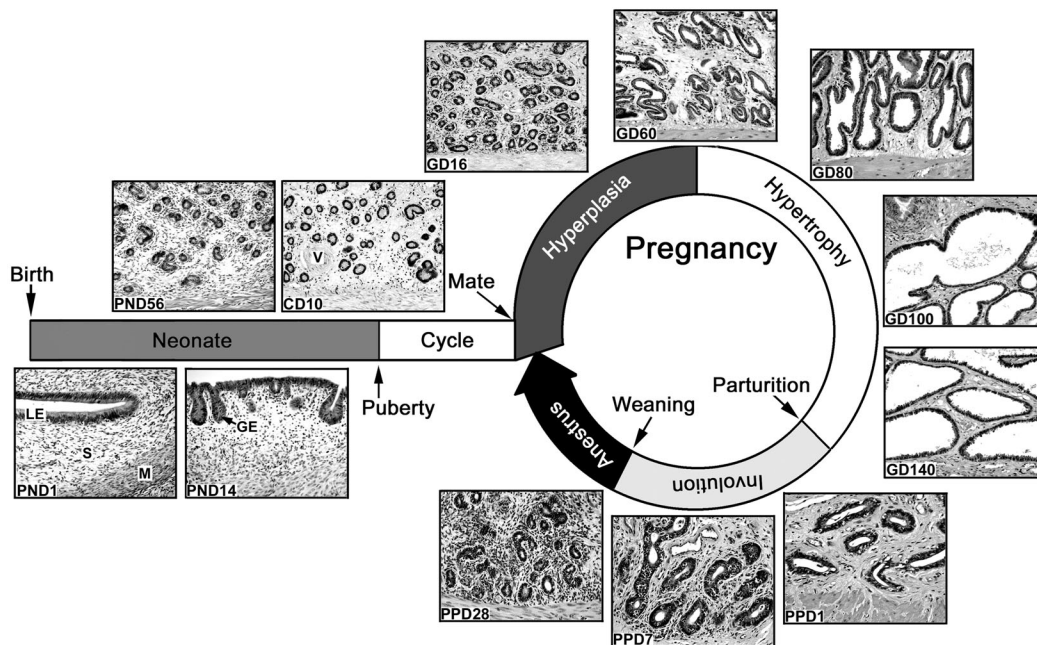 GD16
GD60
GD80
PND56
V
CD10
Hyperplasia
Hypertrophy
Pregnancy
GD100
Birth
Mate
Neonate
Cycle
Puberty
LE
S
M
PND1
GE
PND14
Parturition
Weaning
Anestrus
Involution
GD140
PPD28
PPD7
PPD1